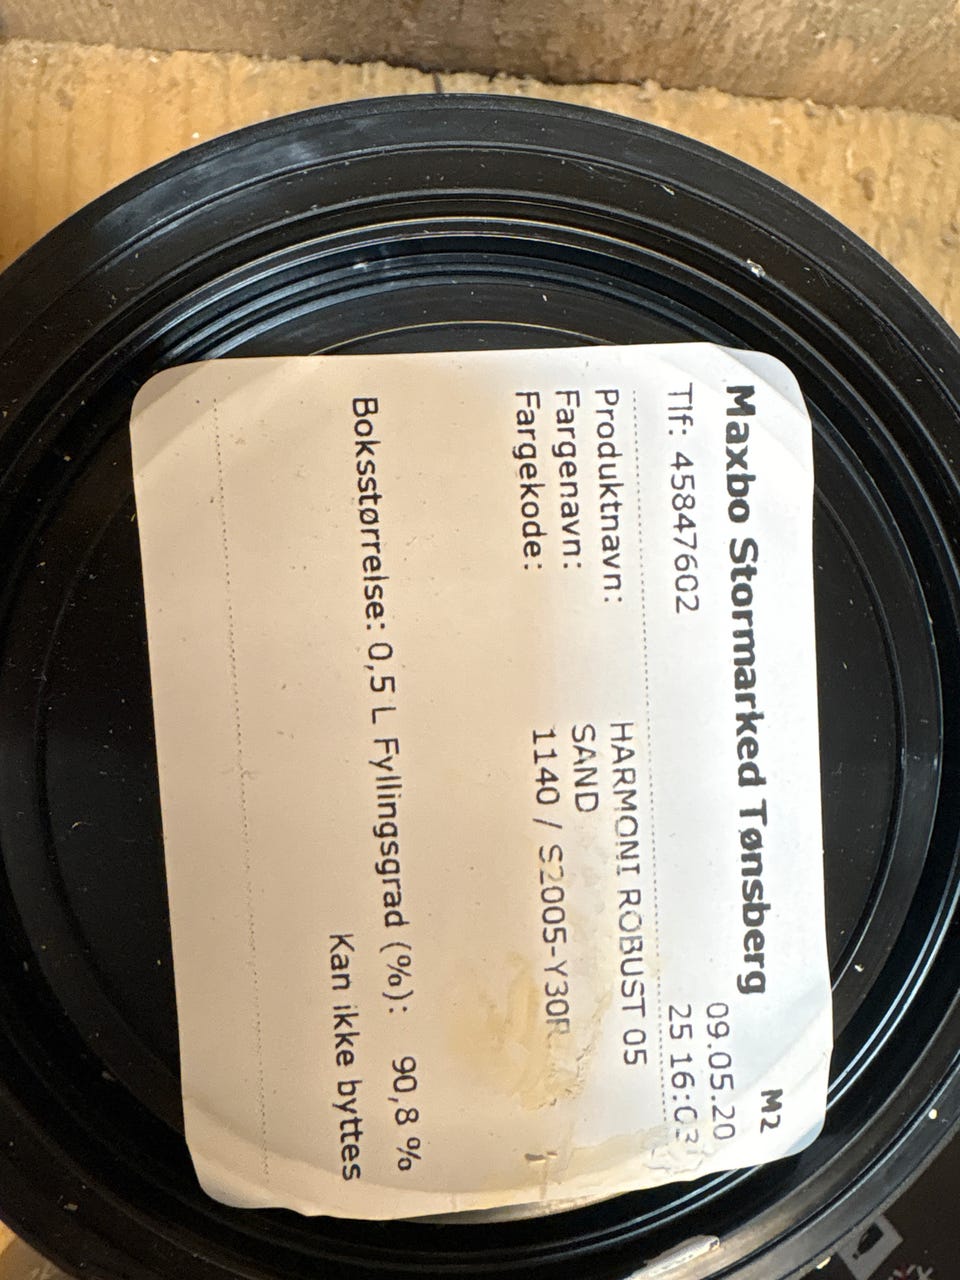 Maxbo Stormarked Tønsberg M2
Tlf: 45847602 09.05.20
25 16:03
Produktnavn: HARMONI ROBUST 05
Fargenavn: SAND
Fargekode: 1140 / S2005-Y30R
Boksstørrelse: 0,5 L Fyllingsgrad (%): 90,8 %
Kan ikke byttes